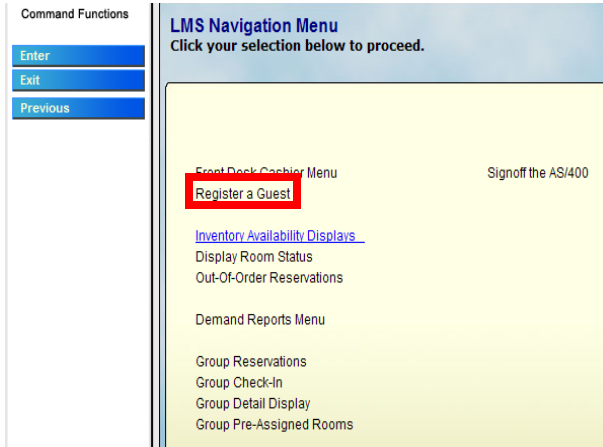 Command Functions
Enter
Exit
Previous
LMS Navigation Menu
Click your selection below to proceed.
Front Desk Cashier Menu
Signoff the AS/400
Register a Guest
Inventory Availability Displays
Display Room Status
Out-Of-Order Reservations
Demand Reports Menu
Group Reservations
Group Check-In
Group Detail Display
Group Pre-Assigned Rooms